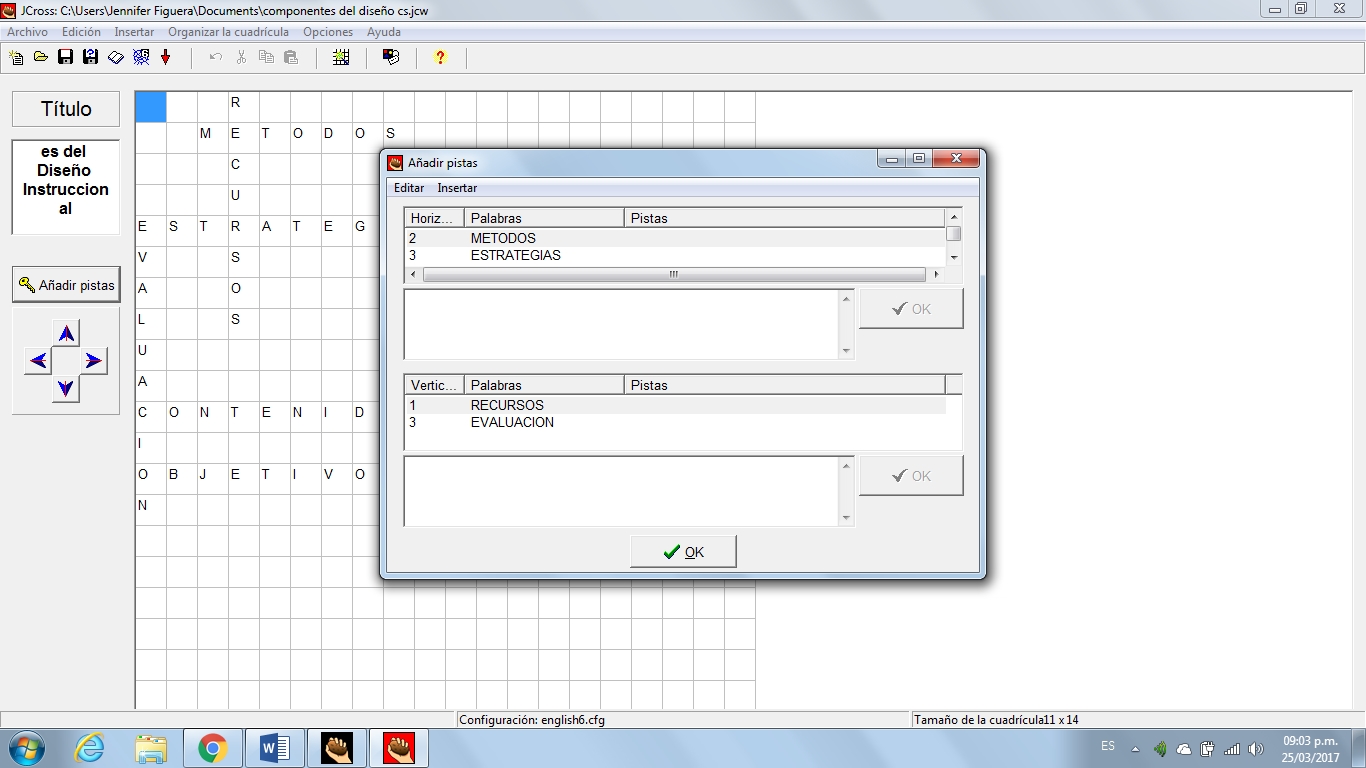 JCross: C:\Users\Jennifer Figuera\Documents\componentes del diseño cs.jcw
Archivo Edición Insertar Organizar la cuadrícula Opciones Ayuda
Título
es del
Diseño
Instruccion
al
Añadir pistas
R
M E T O D O S
C
U
E S T R A T E G
V S
A O
L S
U
A
C O N T E N I D
I
O B J E T I V O
N
Añadir pistas
Editar Insertar
Horiz... Palabras Pistas
2 METODOS
3 ESTRATEGIAS
OK
Vertic... Palabras Pistas
1 RECURSOS
3 EVALUACION
OK
OK
Configuración: english6.cfg Tamaño de la cuadrícula11 x 14
ES 09:03 p.m.
25/03/2017